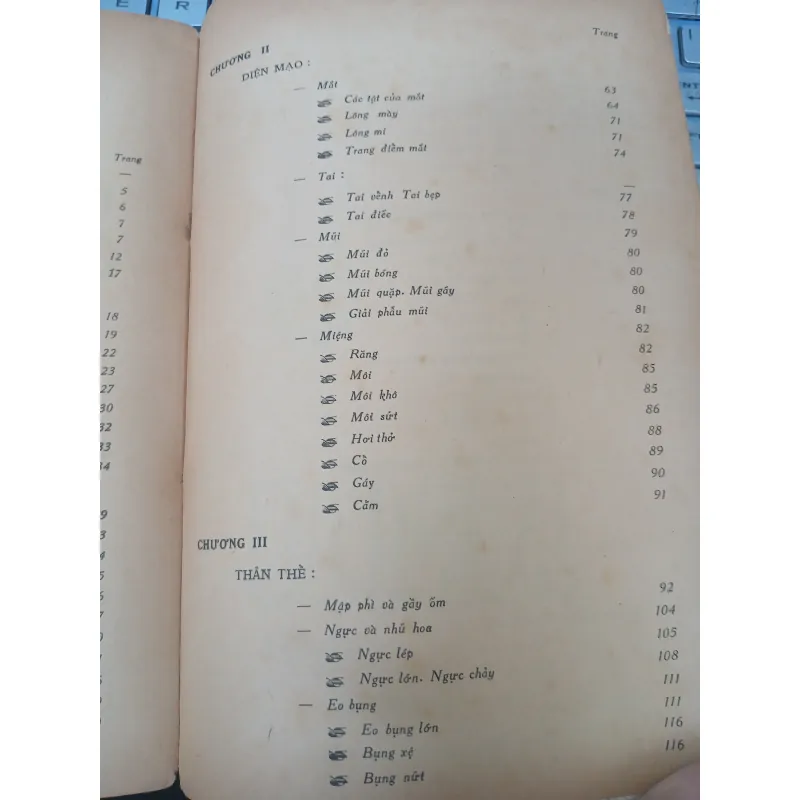 E R
Trang
—
5
6
7
7
12
17
18
19
22
23
27
30
32
33
34
CHƯƠNG II
Trang
DIỆN MẠO :
— Mắt 63
Các tật của mắt 64
Lông mày 71
Lông mi 71
Trang điểm mắt 74
— Tai : —
Tai vểnh Tai bẹp 77
Tai điếc 78
— Mũi 79
Mũi đỏ 80
Mũi bóng 80
Mũi quặp. Mũi gãy 80
Giải phẫu mũi 81
— Miệng 82
Răng 82
Môi 85
Môi khô 85
Môi sứt 86
Hơi thở 88
Cổ 89
Gáy 90
Cằm 91
CHƯƠNG III
THÂN THỂ :
— Mập phì và gầy ốm 92
— Ngực và nhũ hoa 104
Ngực lép 105
Ngực lớn. Ngực chảy 108
— Eo bụng 111
Eo bụng lớn 111
Bụng xệ 116
Bụng nứt 116